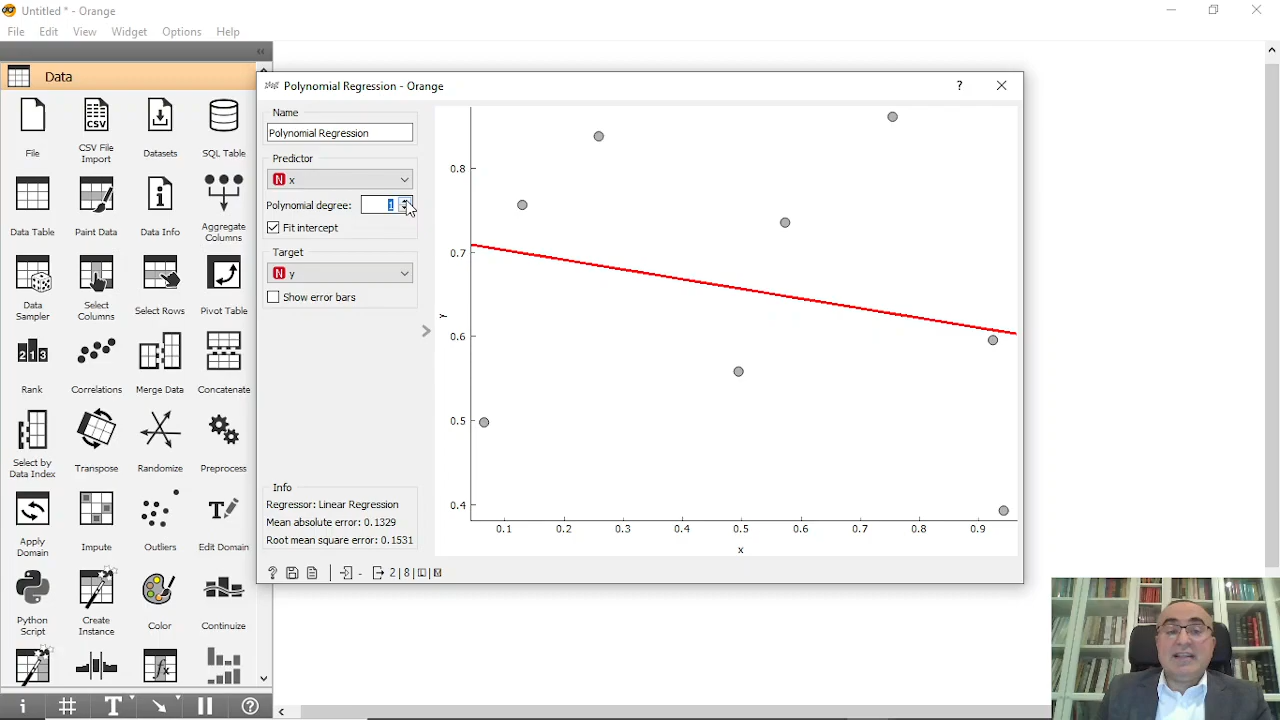 Untitled * - Orange
File Edit View Widget Options Help
Data
File
CSV File Import
Datasets
SQL Table
Data Table
Paint Data
Data Info
Aggregate Columns
Data Sampler
Select Columns
Select Rows
Pivot Table
Rank
Correlations
Merge Data
Concatenate
Select by Data Index
Transpose
Randomize
Preprocess
Apply Domain
Impute
Outliers
Edit Domain
Python Script
Create Instance
Color
Continuize
Polynomial Regression - Orange
?
Name
Polynomial Regression
Predictor
N x
Polynomial degree: 1
Fit intercept
Target
N y
Show error bars
Info
Regressor: Linear Regression
Mean absolute error: 0.1329
Root mean square error: 0.1531
? - 2 | 8 |
0.8
0.7
0.6
0.5
0.4
y
0.1 0.2 0.3 0.4 0.5 0.6 0.7 0.8 0.9
x